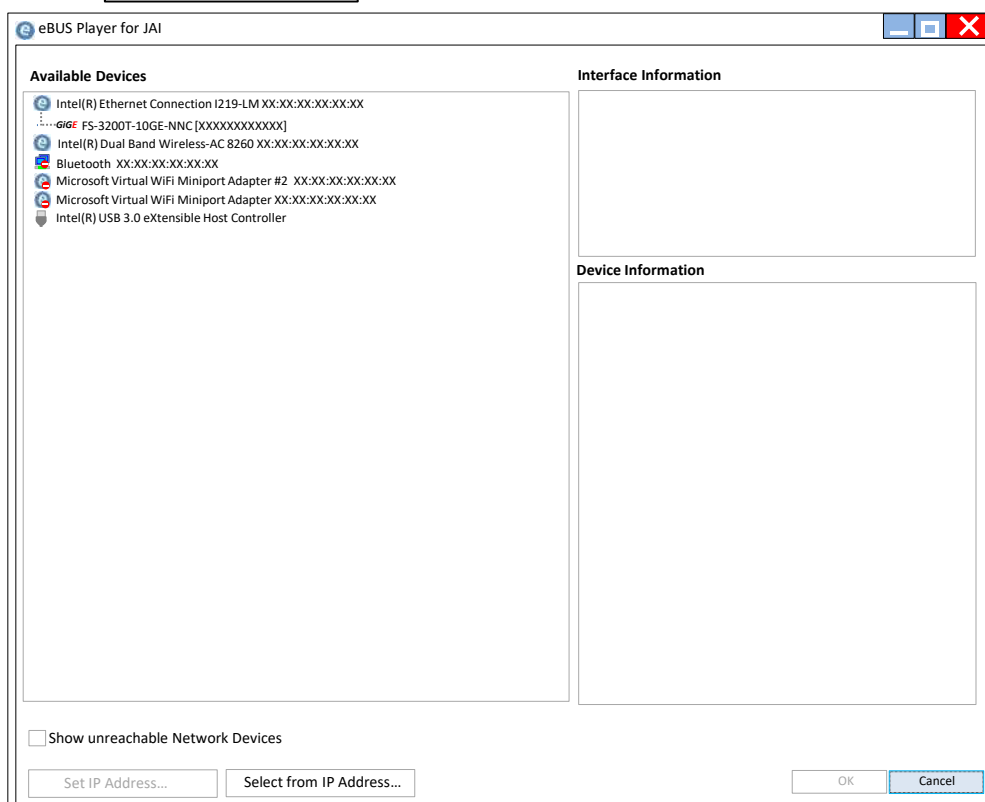 eBUS Player for JAI
Available Devices
Interface Information
Intel(R) Ethernet Connection I219-LM XX:XX:XX:XX:XX:XX
GiGE FS-3200T-10GE-NNC [XXXXXXXXXXXX]
Intel(R) Dual Band Wireless-AC 8260 XX:XX:XX:XX:XX:XX
Bluetooth XX:XX:XX:XX:XX:XX
Microsoft Virtual WiFi Miniport Adapter #2 XX:XX:XX:XX:XX:XX
Microsoft Virtual WiFi Miniport Adapter XX:XX:XX:XX:XX:XX
Intel(R) USB 3.0 eXtensible Host Controller
Device Information
Show unreachable Network Devices
Set IP Address...
Select from IP Address...
OK
Cancel